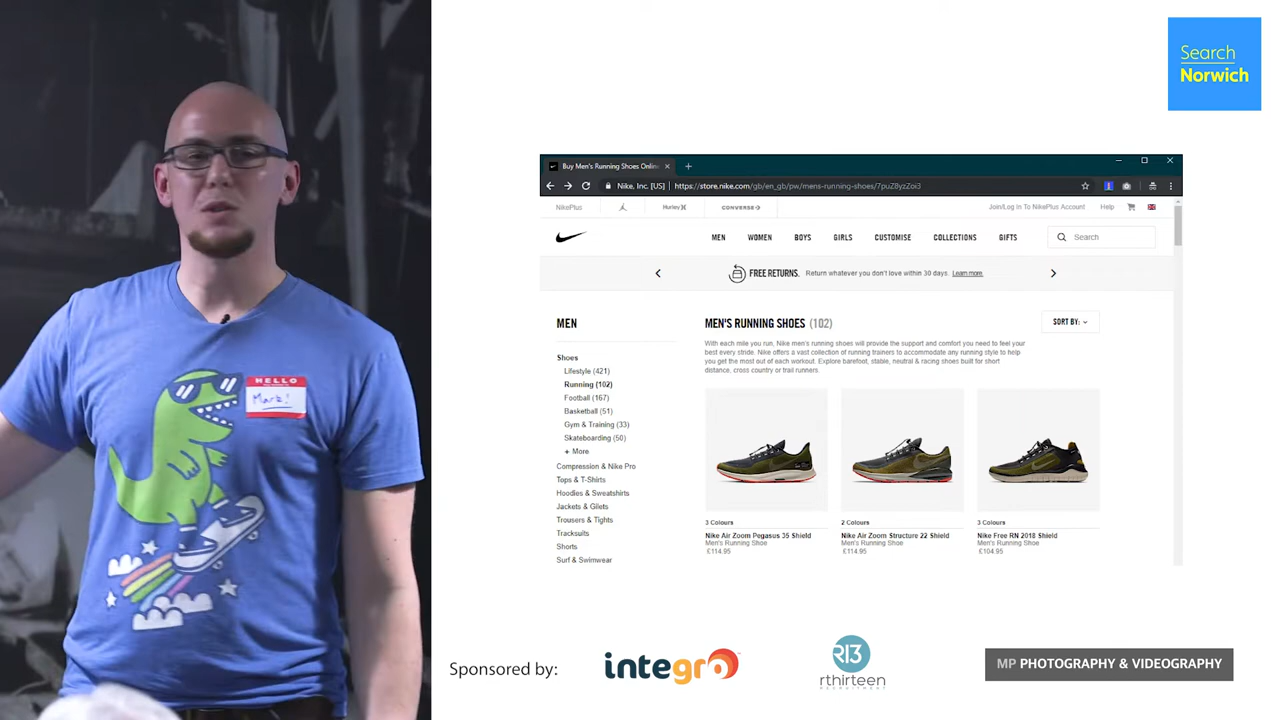 Search
Norwich
HELLO
Mark!
Buy Men's Running Shoes Onlin
Nike, Inc. [US]
https://store.nike.com/gb/en_gb/pw/mens-running-shoes/7puZ8yzZoi3
NikePlus
Hurley
CONVERSE
Join/Log In To NikePlus Account
Help
MEN WOMEN BOYS GIRLS CUSTOMISE COLLECTIONS GIFTS
Search
FREE RETURNS. Return whatever you don't love within 30 days. Learn more.
MEN
Shoes
Lifestyle (421)
Running (102)
Football (167)
Basketball (51)
Gym & Training (33)
Skateboarding (50)
+ More
Compression & Nike Pro
Tops & T-Shirts
Hoodies & Sweatshirts
Jackets & Gilets
Trousers & Tights
Tracksuits
Shorts
Surf & Swimwear
MEN'S RUNNING SHOES (102)
SORT BY:
With each mile you run, Nike men's running shoes will provide the support and comfort you need to feel your
best every stride. Nike offers a vast collection of running trainers to accommodate any running style to help
you get the most out of each workout. Explore barefoot, stable, neutral & racing shoes built for short
distance, cross country or trail runners.
3 Colours
Nike Air Zoom Pegasus 35 Shield
Men's Running Shoe
£114.95
2 Colours
Nike Air Zoom Structure 22 Shield
Men's Running Shoe
£114.95
3 Colours
Nike Free RN 2018 Shield
Men's Running Shoe
£104.95
Sponsored by:
integro
R13
rthirteen
RECRUITMENT
MP PHOTOGRAPHY & VIDEOGRAPHY